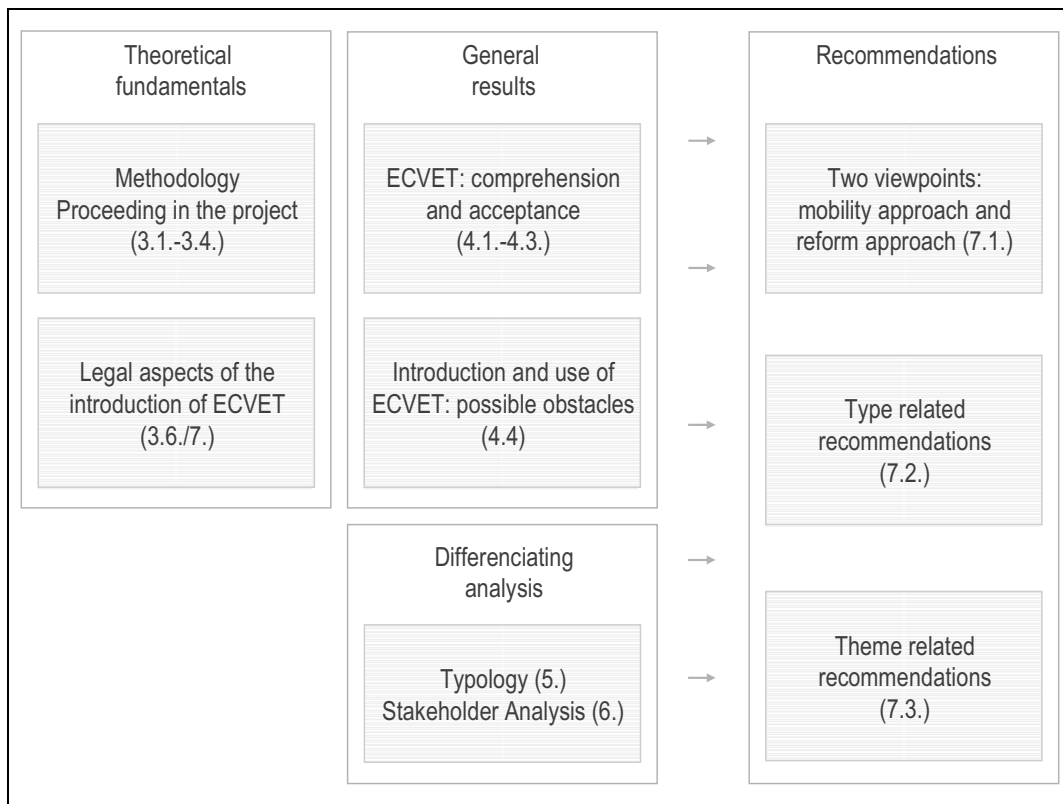 Theoretical
fundamentals
Methodology
Proceeding in the project
(3.1.-3.4.)
Legal aspects of the
introduction of ECVET
(3.6./7.)
General
results
ECVET: comprehension
and acceptance
(4.1.-4.3.)
Introduction and use of
ECVET: possible obstacles
(4.4)
Differenciating
analysis
Typology (5.)
Stakeholder Analysis (6.)
Recommendations
Two viewpoints:
mobility approach and
reform approach (7.1.)
Type related
recommendations
(7.2.)
Theme related
recommendations
(7.3.)